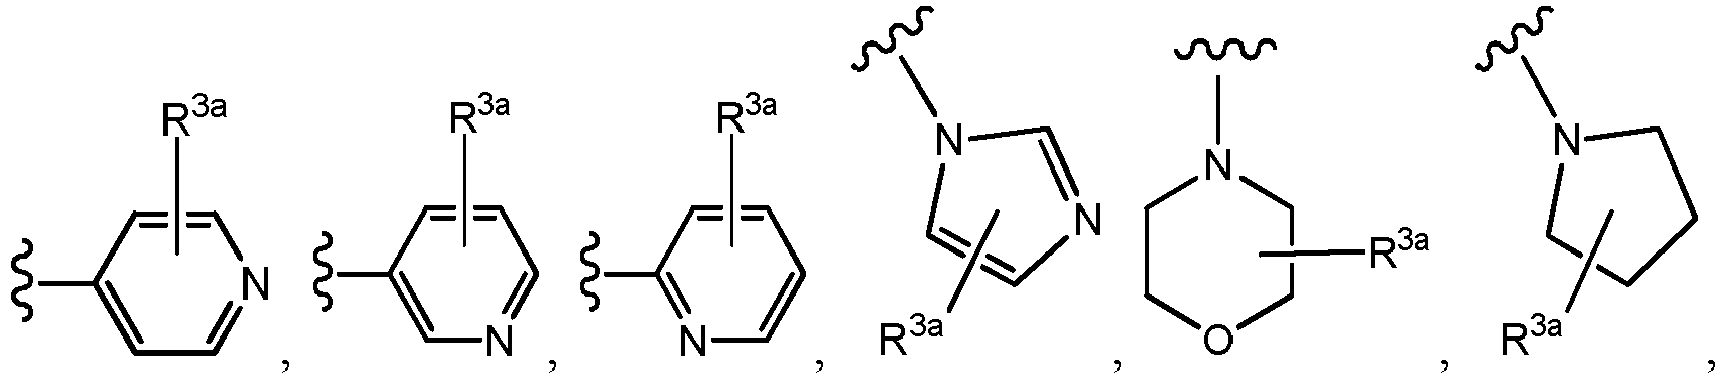 R3a R3a R3a N N R3a N O R3a N R3a
N , N , N , , , ,